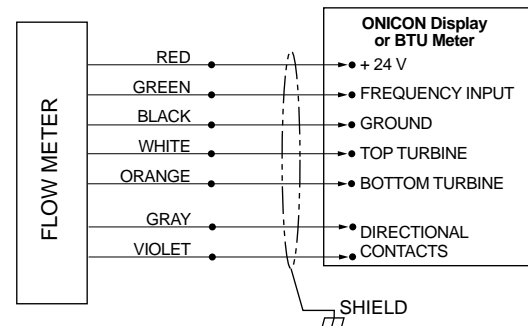 ONICON Display
or BTU Meter
FLOW METER
RED
+ 24 V
GREEN
FREQUENCY INPUT
BLACK
GROUND
WHITE
TOP TURBINE
ORANGE
BOTTOM TURBINE
GRAY
DIRECTIONAL
VIOLET
CONTACTS
SHIELD